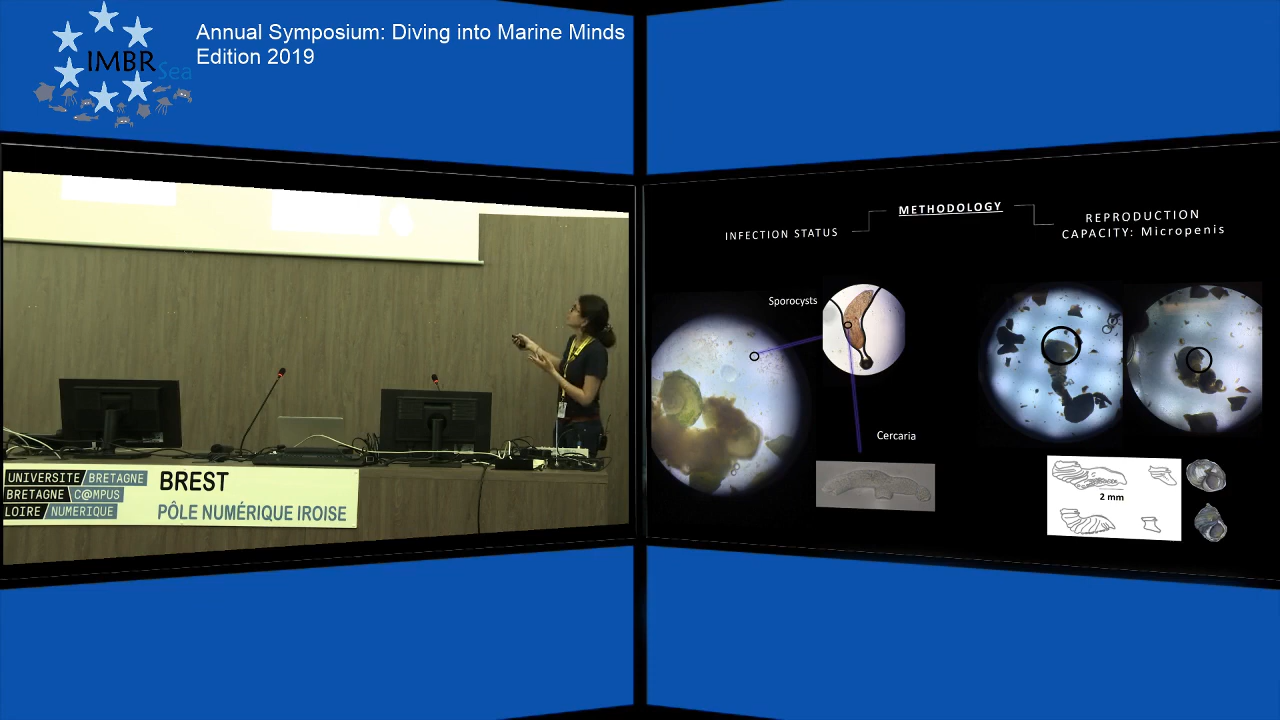 Annual Symposium: Diving into Marine Minds
Edition 2019
IMBRSea
UNIVERSITE/BRETAGNE
BRETAGNE/C@MPUS
LOIRE/NUMERIQUE
BREST
PÔLE NUMÉRIQUE IROISE
METHODOLOGY
INFECTION STATUS
REPRODUCTION
CAPACITY: Micropenis
Sporocysts
Cercaria
2 mm